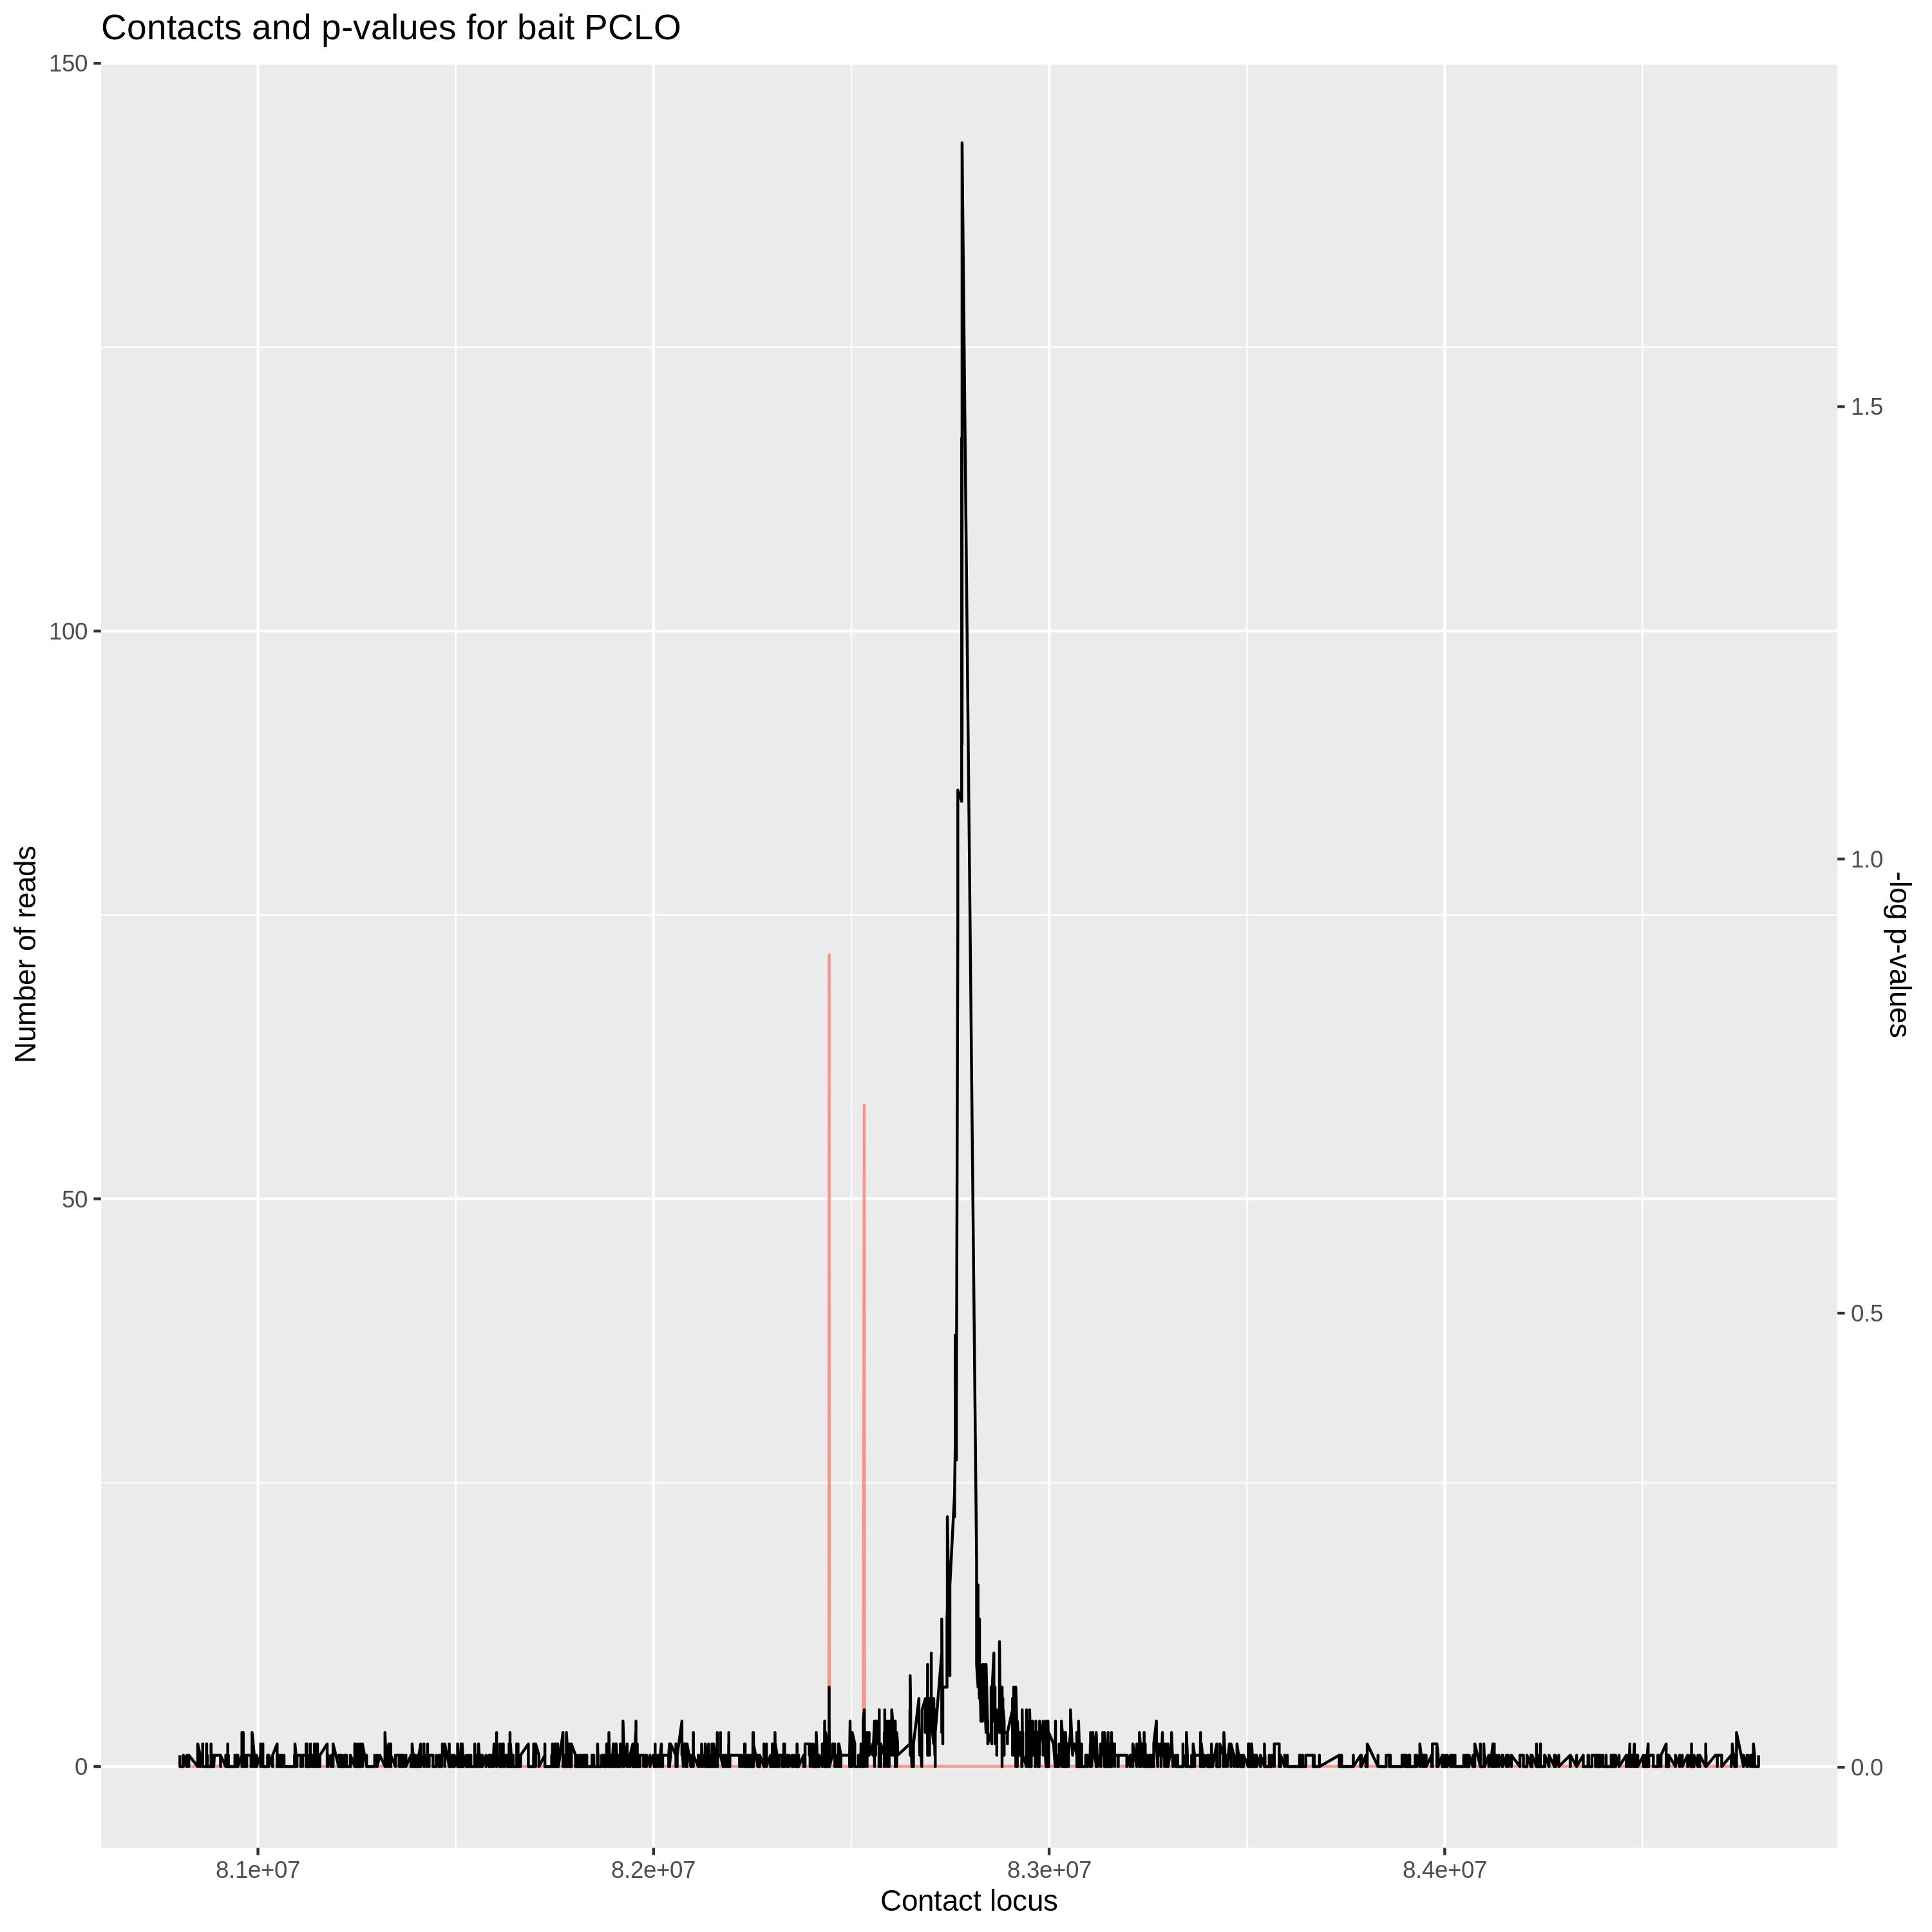 Contacts and p-values for bait PCLO
150
100
50
0
Number of reads
1.5
1.0
0.5
0.0
-log p-values
8.1e+07
8.2e+07
8.3e+07
8.4e+07
Contact locus